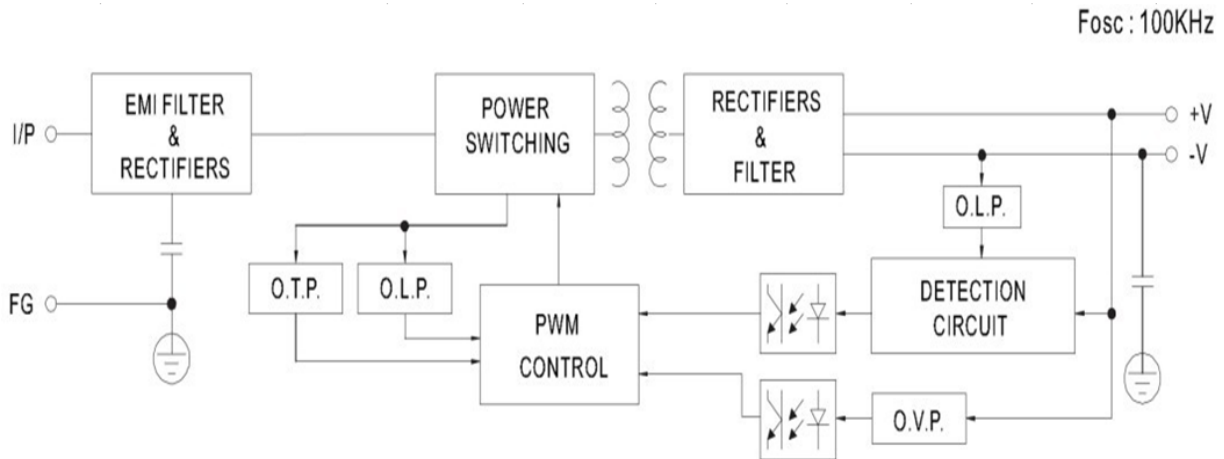 Fosc : 100KHz
I/P
EMI FILTER
&
RECTIFIERS
POWER
SWITCHING
RECTIFIERS
&
FILTER
+V
-V
O.L.P.
O.T.P.
O.L.P.
FG
PWM
CONTROL
DETECTION
CIRCUIT
O.V.P.